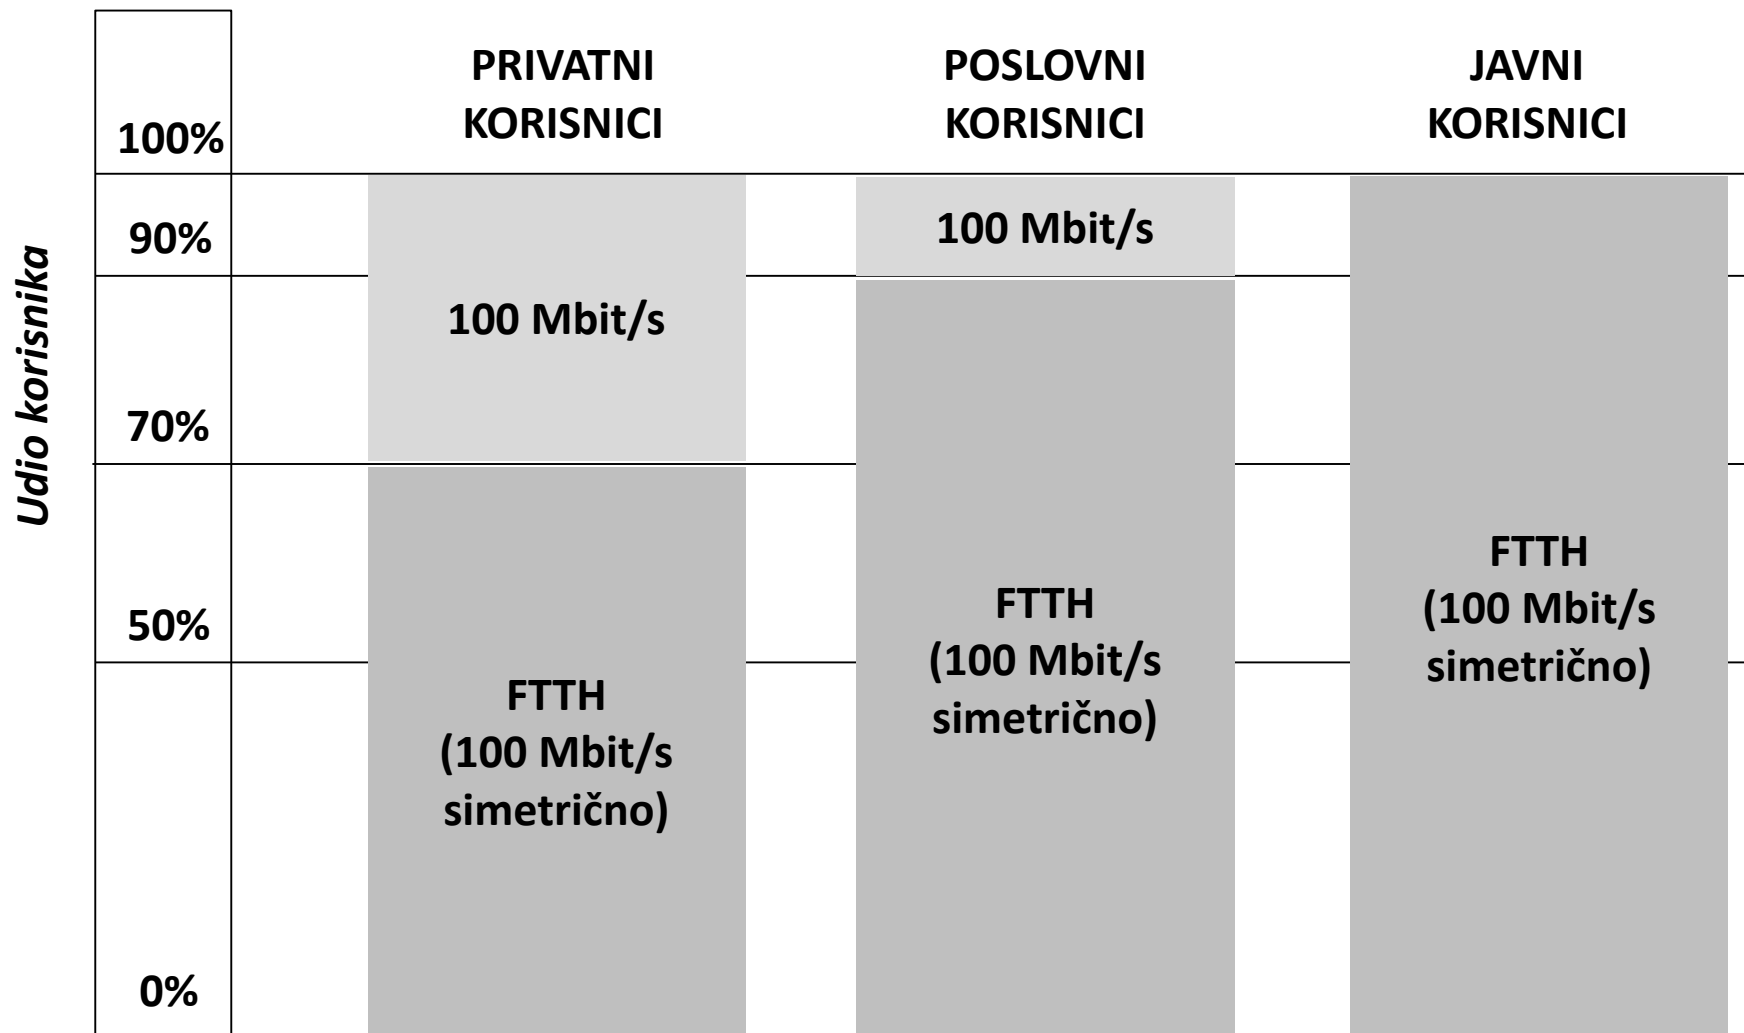 PRIVATNI
KORISNICI
POSLOVNI
KORISNICI
JAVNI
KORISNICI
Udio korisnika
100%
90%
70%
50%
0%
100 Mbit/s
FTTH
(100 Mbit/s
simetrično)
100 Mbit/s
FTTH
(100 Mbit/s
simetrično)
FTTH
(100 Mbit/s
simetrično)